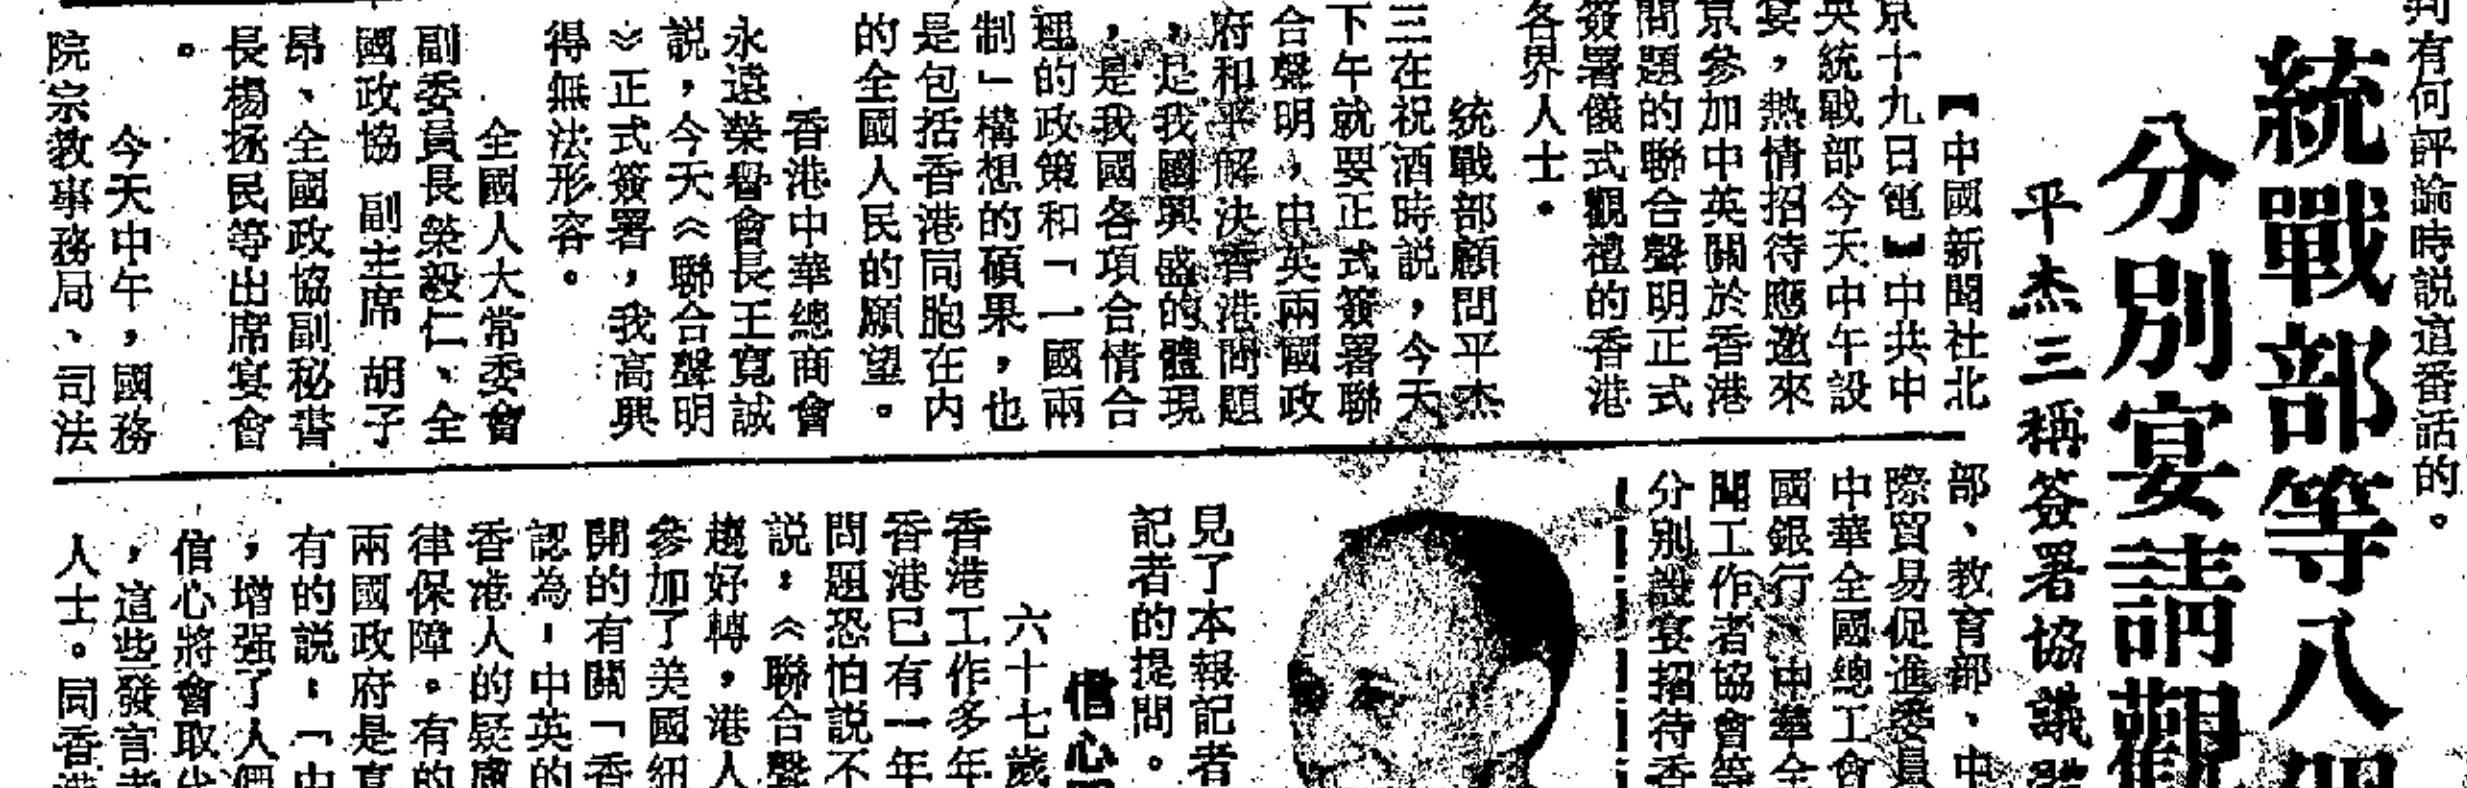 判有何評論時説這番話的。
統戰部等八
分別宴請觀
平杰三稱簽署協議
【中國新聞社北
京十九日電】中共中
央統戰部今天中午設
宴，熱情招待應邀來
京參加中英關於香港
問題的聯合聲明正式
簽署儀式觀禮的香港
各界人士。
統戰部顧問平杰
三在祝酒時説，今天
下午就要正式簽署聯
合聲明，中英兩國政
府和平解決香港問題
，是我國興盛的體現
，是我國各項合情合
理的政策和「一國兩
制」構想的碩果，也
是包括香港同胞在内
的全國人民的願望。
香港中華總商會
永遠榮譽會長王寬誠
説，今天《聯合聲明
》正式簽署，我高興
得無法形容。
全國人大常委會
副委員長榮毅仁、全
國政協 副主席 胡子
昂、全國政協副秘書
長楊拯民等出席宴會
。
今天中午，國務
院宗教事務局、司法
部、教育部、中
際貿易促進委員
中華全國總工會
國銀行、中華全
聞工作者協會等
分別設宴招待香
見了本報記者
記者的提問。
信心
六十七歲
香港工作多年
香港已有一年
問題恐怕説不
説：《聯合聲
趨好轉，港人
參加了美國紐
開的有關「香
認為，中英的
香港人的疑慮
律保障。有的
兩國政府是真
有的説：「中
，增强了人們
信心將會取代
，這些發言者
人士。同香港